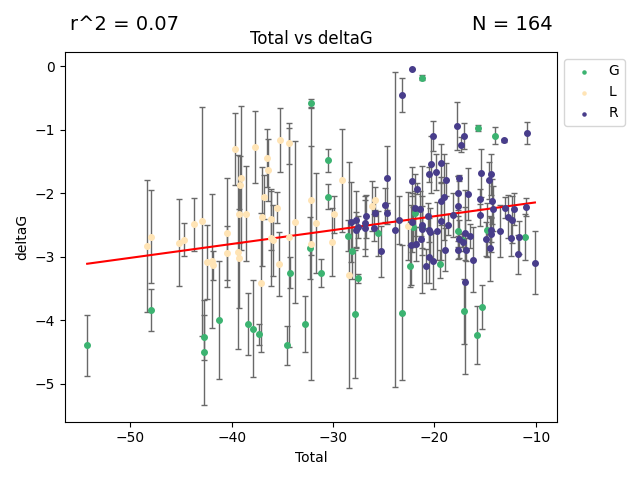 r^2 = 0.07
N = 164
Total vs deltaG
G
L
R
0
−1
−2
−3
−4
−5
deltaG
−50
−40
−30
−20
−10
Total